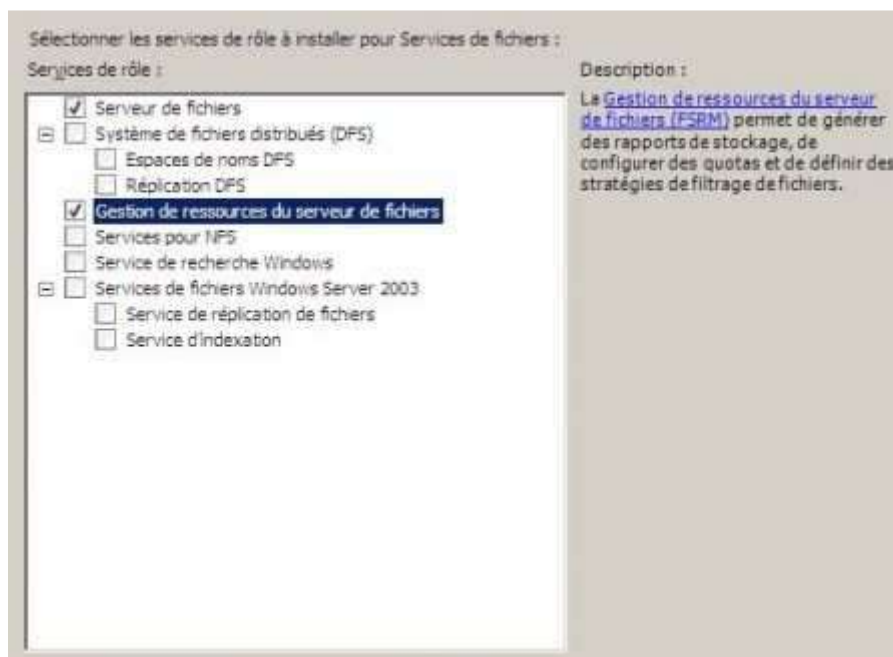 Sélectionner les services de rôle à installer pour Services de fichiers :
Services de rôle :
Serveur de fichiers
Système de fichiers distribués (DFS)
Espaces de noms DFS
Réplication DFS
Gestion de ressources du serveur de fichiers
Services pour NFS
Service de recherche Windows
Services de fichiers Windows Server 2003
Service de réplication de fichiers
Service d'indexation
Description :
La Gestion de ressources du serveur
de fichiers (FSRM) permet de générer
des rapports de stockage, de
configurer des quotas et de définir des
stratégies de filtrage de fichiers.